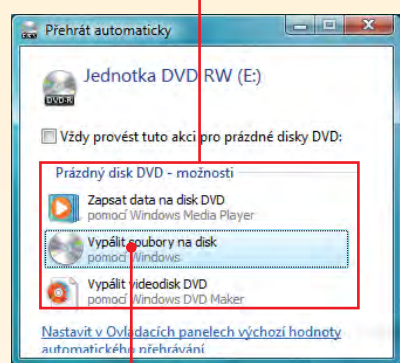 Přehrát automaticky
Jednotka DVD RW (E:)
DVD-R
Vždy provést tuto akci pro prázdné disky DVD:
Prázdný disk DVD - možnosti
Zapsat data na disk DVD
pomocí Windows Media Player
Vypálit soubory na disk
pomocí Windows
Vypálit videodisk DVD
pomocí Windows DVD Maker
Nastavit v Ovládacích panelech výchozí hodnoty
automatického přehrávání